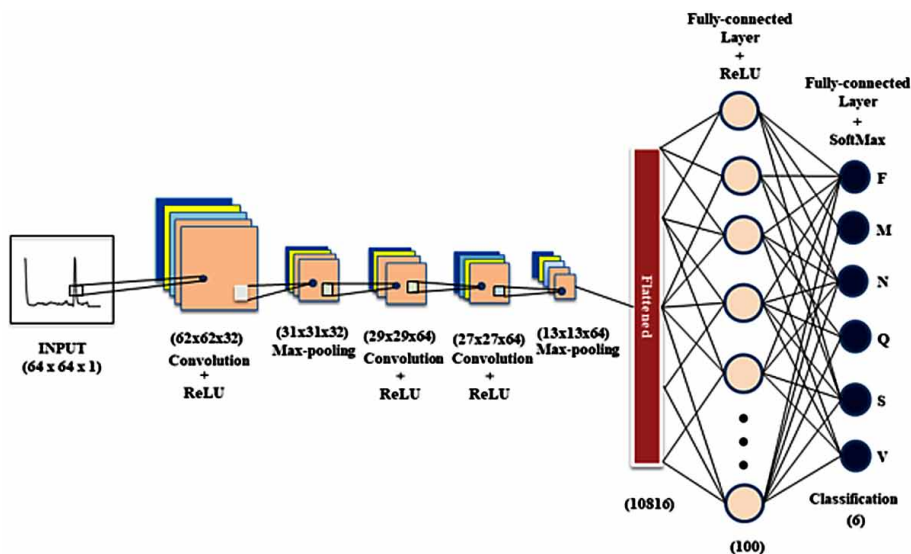 Fully-connected
Layer
+
ReLU
Fully-connected
Layer
+
SoftMax
F
M
N
Q
S
V
Flattened
INPUT
(64 x 64 x 1)
(62x62x32)
Convolution
+
ReLU
(31x31x32)
Max-pooling
(29x29x64)
Convolution
+
ReLU
(27x27x64)
Convolution
+
ReLU
(13x13x64)
Max-pooling
(10816)
(100)
Classification
(6)